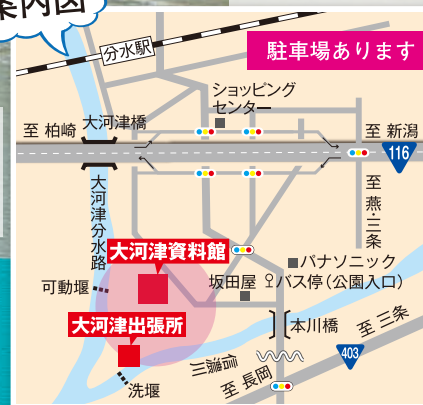 案内図
分水駅
駐車場あります
ショッピング
センター
至 柏崎
大河津橋
至 新潟
116
大河津分水路
至 燕・三条
大河津資料館
可動堰
パナソニック
坂田屋
バス停（公園入口）
大河津出張所
本川橋
至 三条
信濃川
403
洗堰
至 長岡